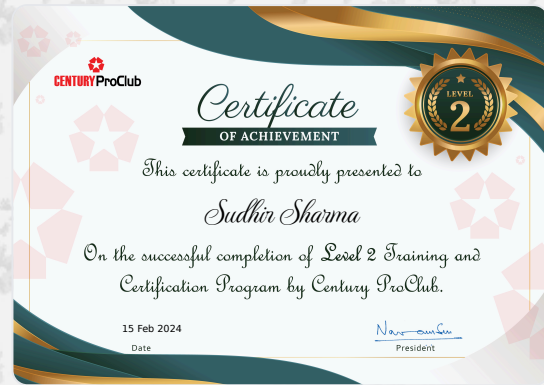 CENTURY ProClub
Certificate
OF ACHIEVEMENT
LEVEL
2
This certificate is proudly presented to
Sudhir Sharma
On the successful completion of Level 2 Training and
Certification Program by Century ProClub.
15 Feb 2024
Date
President